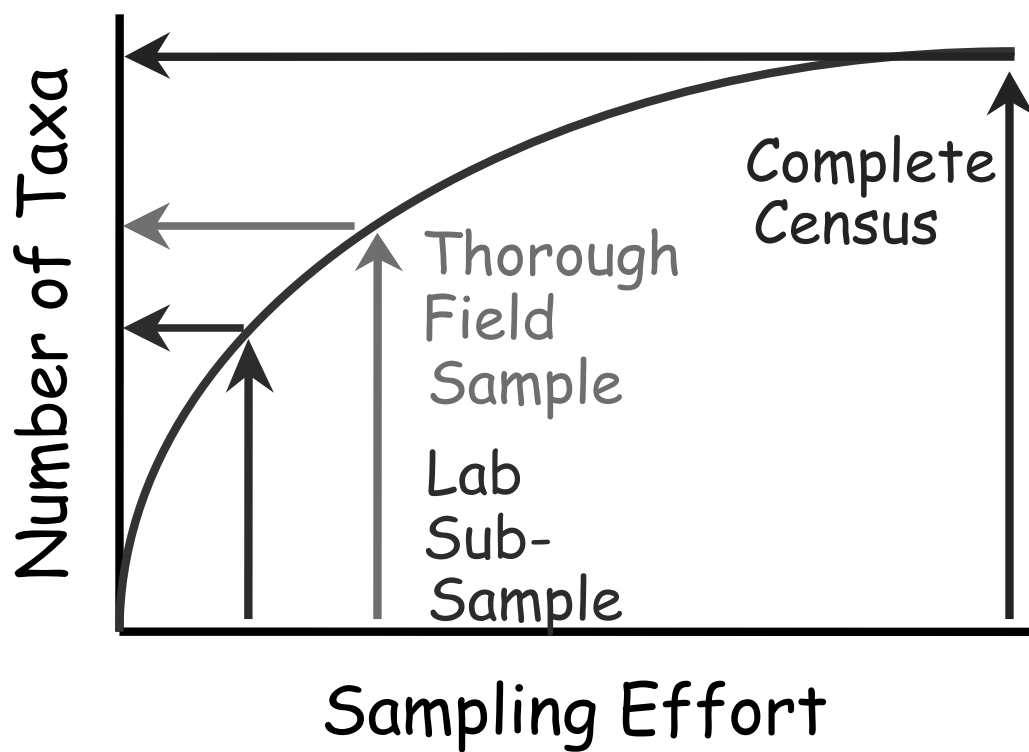 Number of Taxa
Complete
Census
Thorough
Field
Sample
Lab
Sub-
Sample
Sampling Effort